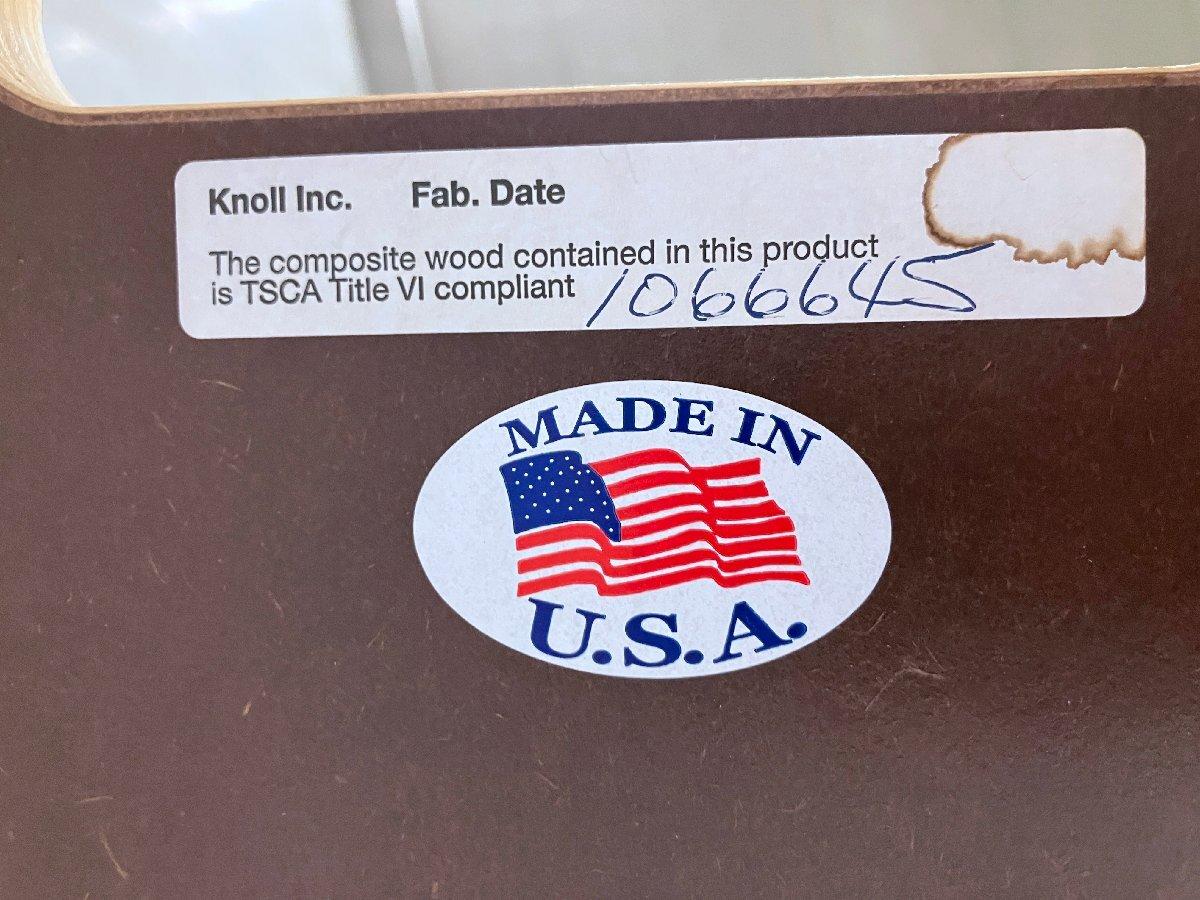 Knoll Inc. Fab. Date
The composite wood contained in this product
is TSCA Title VI compliant 1066645
MADE IN
U.S.A.